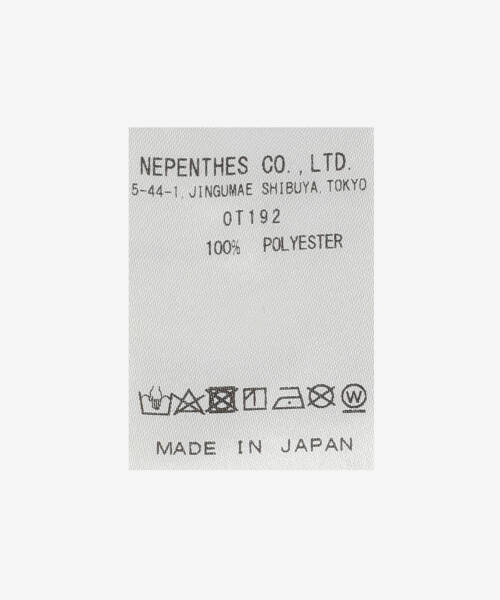 NEPENTHES CO.,LTD.
5-44-1, JINGUMAE SHIBUYA, TOKYO
OT192
100% POLYESTER
W
MADE IN JAPAN